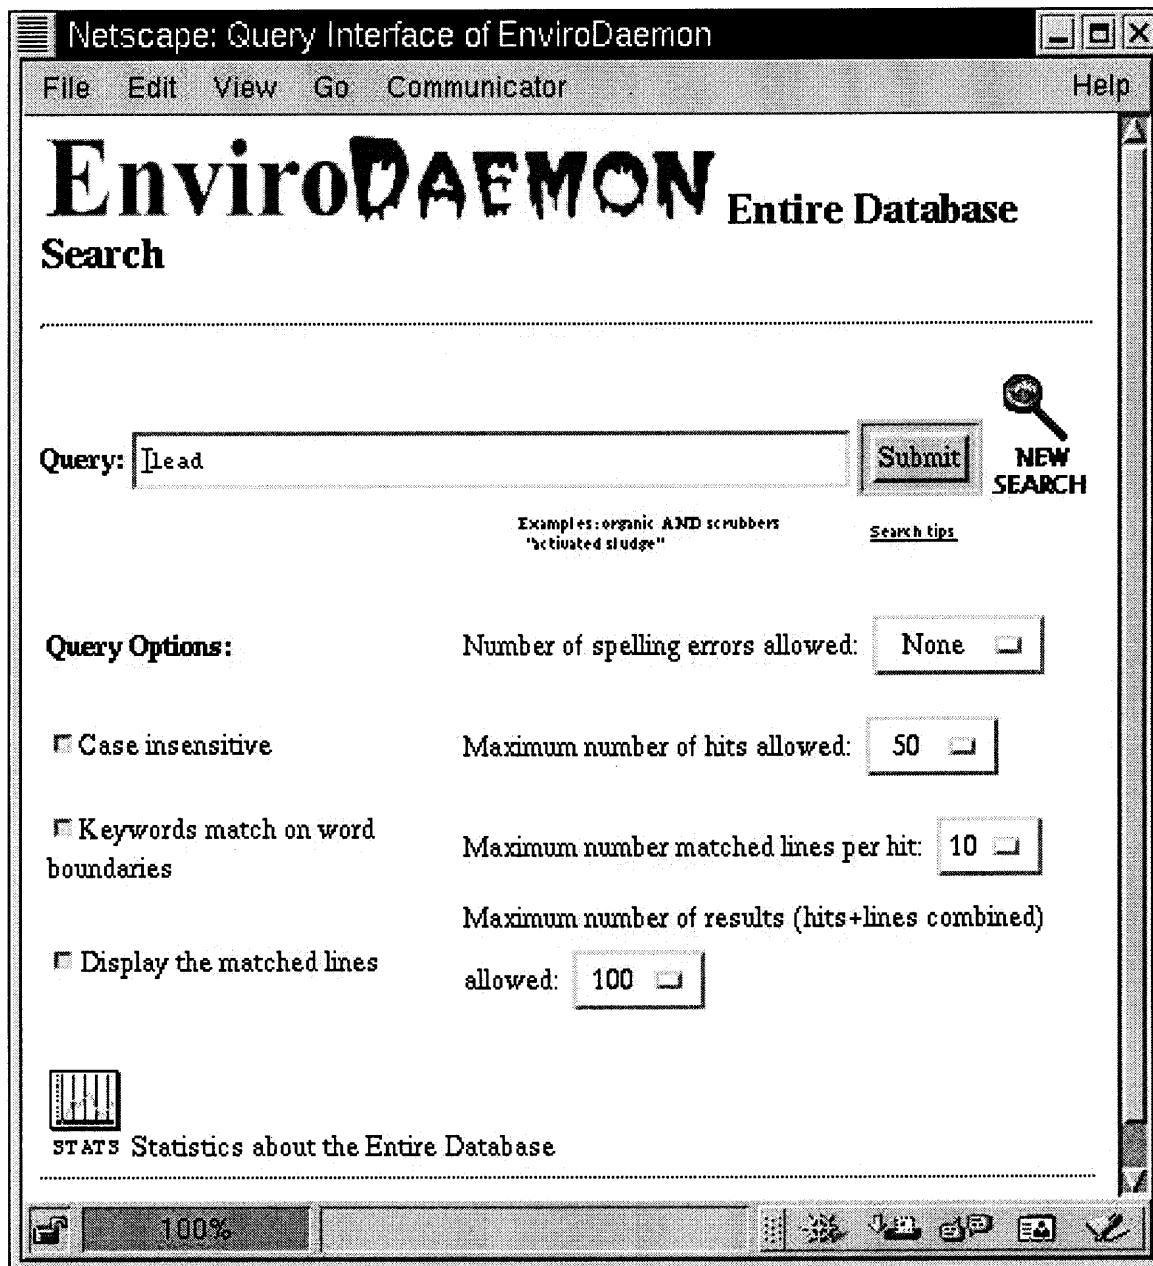 Netscape: Query Interface of EnviroDaemon
File Edit View Go Communicator Help
EnviroDAEMON Entire Database
Search
Query: lead Submit NEW
SEARCH
Examples: organic AND scrubbers
"activated sludge"
Search tips
Query Options: Number of spelling errors allowed: None
Case insensitive Maximum number of hits allowed: 50
Keywords match on word
boundaries
Maximum number matched lines per hit: 10
Maximum number of results (hits+lines combined)
Display the matched lines
allowed: 100
STATS Statistics about the Entire Database
100%